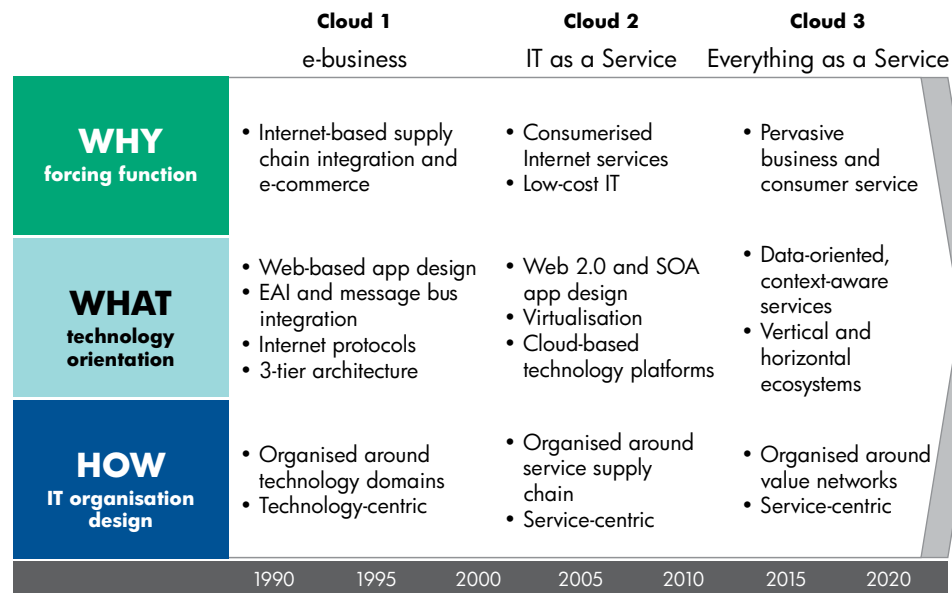 Cloud 1
Cloud 2
Cloud 3
e-business
IT as a Service
Everything as a Service
WHY
forcing function
• Internet-based supply
chain integration and
e-commerce
• Consumerised
Internet services
• Low-cost IT
• Pervasive
business and
consumer service
WHAT
technology
orientation
• Web-based app design
• EAI and message bus
integration
• Internet protocols
• 3-tier architecture
• Web 2.0 and SOA
app design
• Virtualisation
• Cloud-based
technology platforms
• Data-oriented,
context-aware
services
• Vertical and
horizontal
ecosystems
HOW
IT organisation
design
• Organised around
technology domains
• Technology-centric
• Organised around
service supply
chain
• Service-centric
• Organised around
value networks
• Service-centric
1990 1995 2000 2005 2010 2015 2020